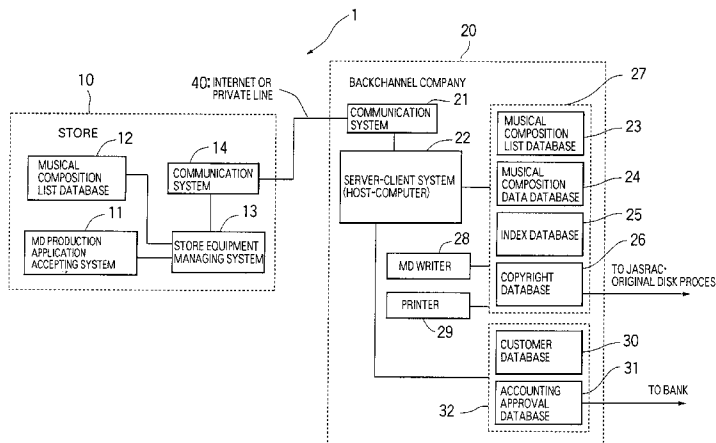 1
20
40: INTERNET OR
PRIVATE LINE
10
STORE
12
MUSICAL
COMPOSITION
LIST DATABASE
14
COMMUNICATION
SYSTEM
11
MD PRODUCTION
APPLICATION
ACCEPTING SYSTEM
13
STORE EQUIPMENT
MANAGING SYSTEM
BACKCHANNEL COMPANY
21
COMMUNICATION
SYSTEM
22
SERVER-CLIENT SYSTEM
(HOST-COMPUTER)
27
MUSICAL
COMPOSITION
LIST DATABASE
23
MUSICAL
COMPOSITION
DATA DATABASE
24
25
INDEX DATABASE
28
MD WRITER
26
COPYRIGHT
DATABASE
TO JASRAC·
ORIGINAL DISK PROCES
PRINTER
29
CUSTOMER
DATABASE
30
31
ACCOUNTING
APPROVAL
DATABASE
32
TO BANK